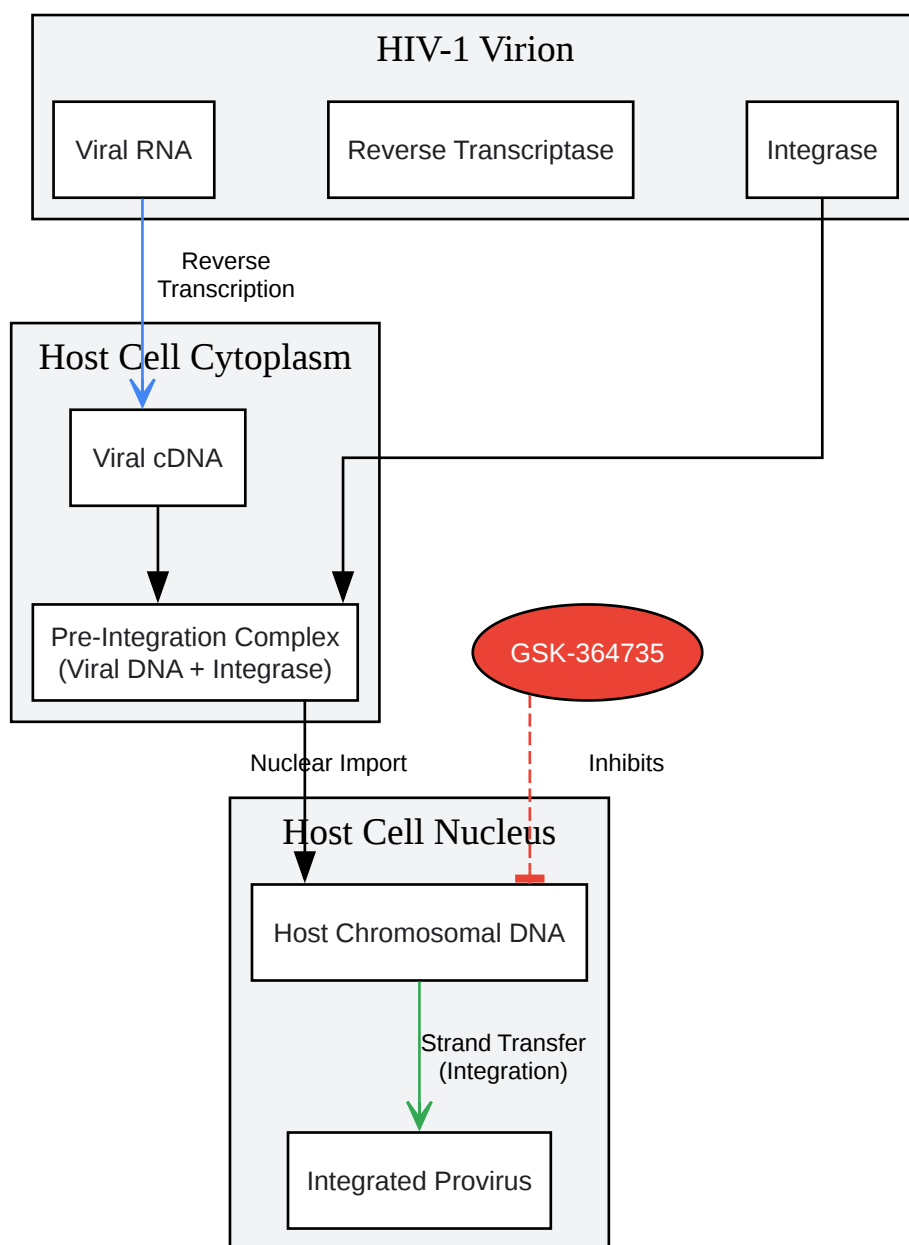 HIV-1 Virion
Viral RNA
Reverse Transcriptase
Integrase
Reverse
Transcription
Host Cell Cytoplasm
Viral cDNA
Pre-Integration Complex
(Viral DNA + Integrase)
GSK-364735
Nuclear Import
Inhibits
Host Cell Nucleus
Host Chromosomal DNA
Strand Transfer
(Integration)
Integrated Provirus